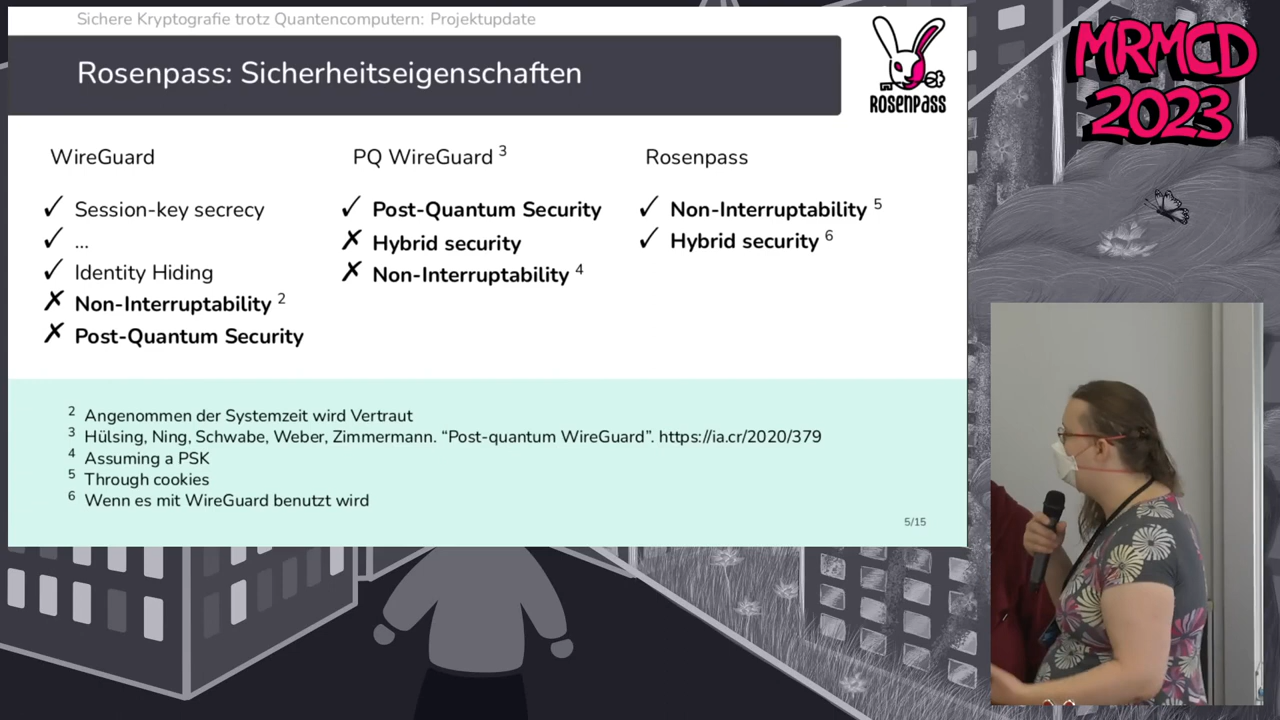 Sichere Kryptografie trotz Quantencomputern: Projektupdate
Rosenpass: Sicherheitseigenschaften
ROSENPASS
MRMCD
2023
WireGuard
✓ Session-key secrecy
✓ ...
✓ Identity Hiding
✗ Non-Interruptability 2
✗ Post-Quantum Security
PQ WireGuard 3
✓ Post-Quantum Security
✗ Hybrid security
✗ Non-Interruptability 4
Rosenpass
✓ Non-Interruptability 5
✓ Hybrid security 6
2 Angenommen der Systemzeit wird Vertraut
3 Hülsing, Ning, Schwabe, Weber, Zimmermann. “Post-quantum WireGuard”. https://ia.cr/2020/379
4 Assuming a PSK
5 Through cookies
6 Wenn es mit WireGuard benutzt wird
5/15